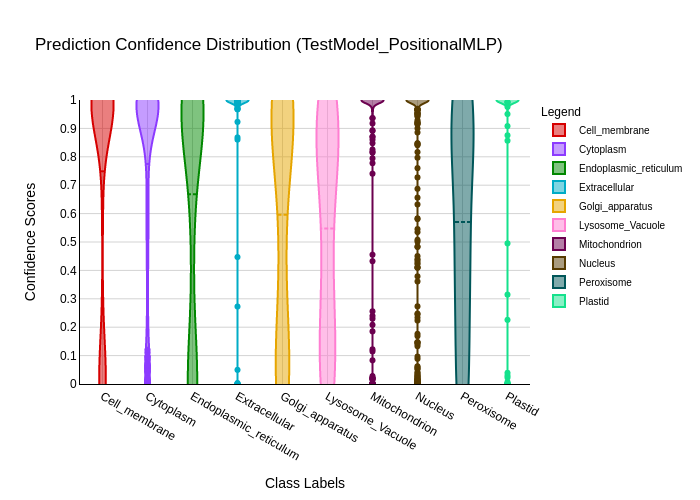 Prediction Confidence Distribution (TestModel_PositionalMLP)
Confidence Scores
1
0.9
0.8
0.7
0.6
0.5
0.4
0.3
0.2
0.1
0
Cell_membrane
Cytoplasm
Endoplasmic_reticulum
Extracellular
Golgi_apparatus
Lysosome_Vacuole
Mitochondrion
Nucleus
Peroxisome
Plastid
Class Labels
Legend
Cell_membrane
Cytoplasm
Endoplasmic_reticulum
Extracellular
Golgi_apparatus
Lysosome_Vacuole
Mitochondrion
Nucleus
Peroxisome
Plastid